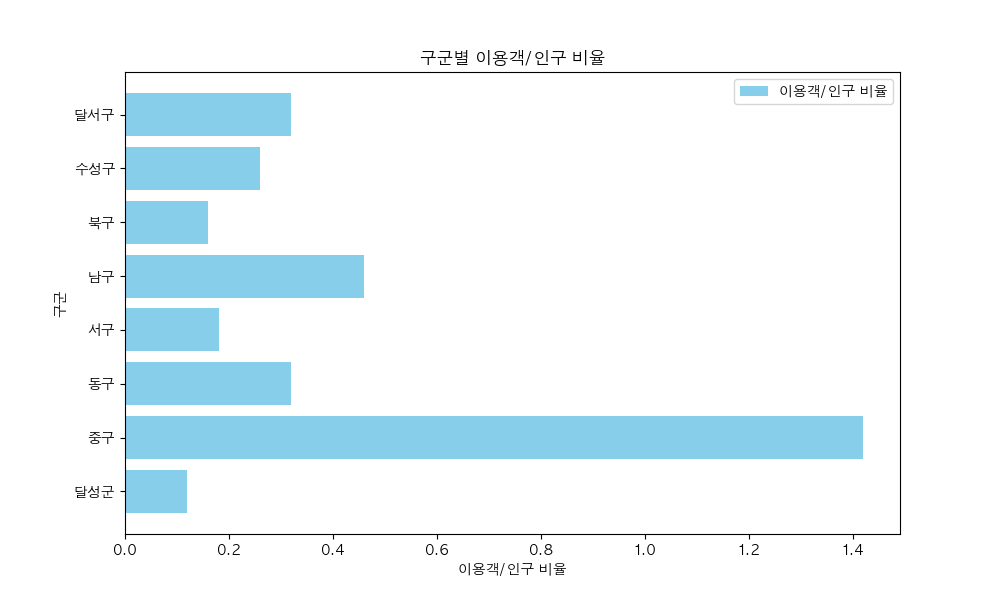 구군별 이용객/인구 비율
이용객/인구 비율
달서구
수성구
북구
남구
서구
동구
중구
달성군
구군
0.0 0.2 0.4 0.6 0.8 1.0 1.2 1.4
이용객/인구 비율